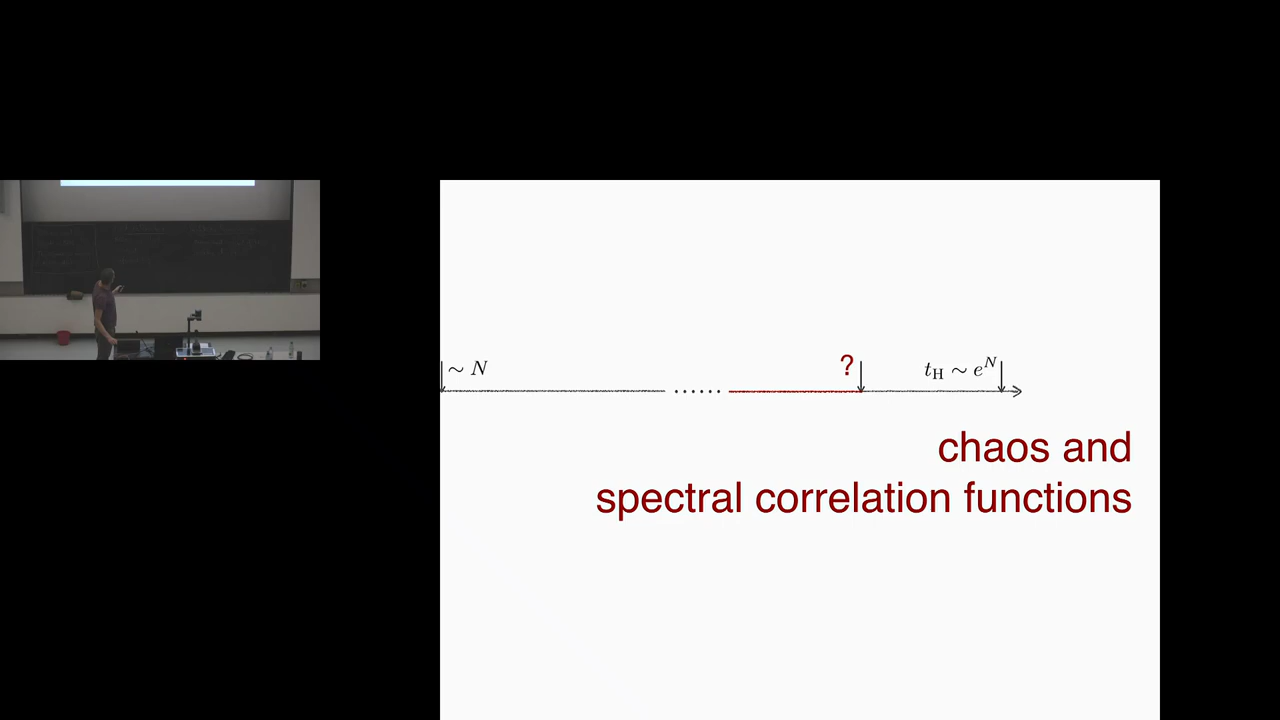 ∼ N
?
t_H ∼ e^N
chaos and
spectral correlation functions